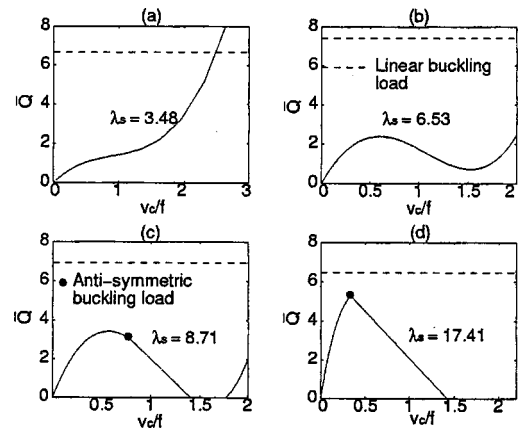 (a)
8
6
4
2
0
Q̄
λs = 3.48
0 1 2 3
vc/f
(b)
8
6
4
2
0
Q̄
Linear buckling
load
λs = 6.53
0 0.5 1 1.5 2
vc/f
(c)
8
6
4
2
0
Q̄
Anti-symmetric
buckling load
λs = 8.71
0.5 1 1.5 2
vc/f
(d)
8
6
4
2
0
Q̄
λs = 17.41
0 0.5 1 1.5 2
vc/f